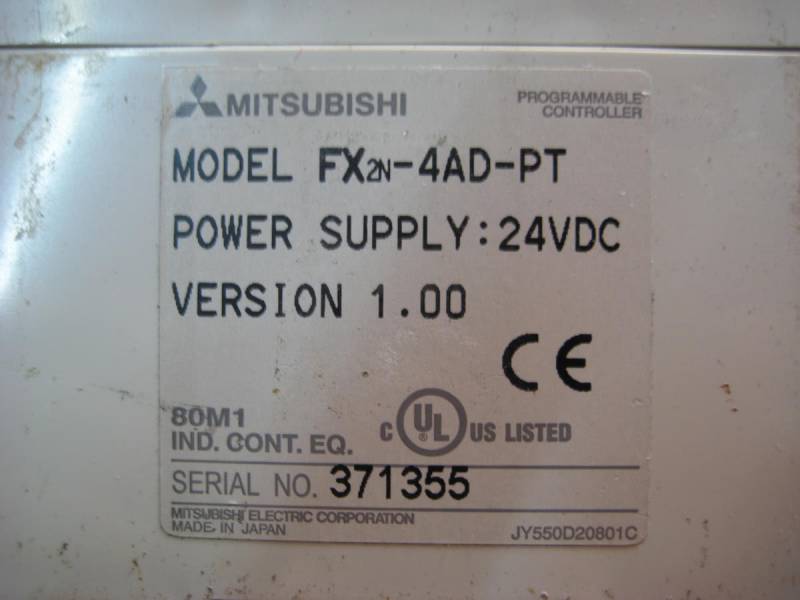 MITSUBISHI
PROGRAMMABLE
CONTROLLER
MODEL FX2N-4AD-PT
POWER SUPPLY:24VDC
VERSION 1.00
CE
80M1
IND. CONT. EQ.
C UL ® US LISTED
SERIAL NO. 371355
MITSUBISHI ELECTRIC CORPORATION
MADE IN JAPAN
JY550D20801C